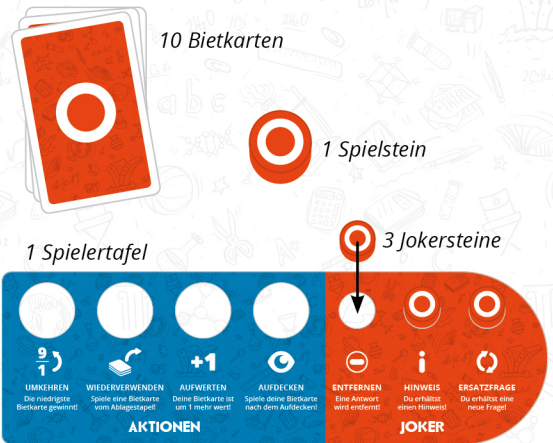 10 Bietkarten
1 Spielstein
3 Jokersteine
1 Spielertafel
9
1
+1
UMKEHREN
Die niedrigste
Bietkarte gewinnt!
WIEDERVERWENDEN
Spiele eine Bietkarte
vom Ablagestapel!
AUFWERTEN
Deine Bietkarte ist
um 1 mehr wert!
AUFDECKEN
Spiele deine Bietkarte
nach dem Aufdecken!
ENTFERNEN
Eine Antwort
wird entfernt!
HINWEIS
Du erhältst
einen Hinweis!
ERSATZFRAGE
Du erhältst eine
neue Frage!
AKTIONEN
JOKER